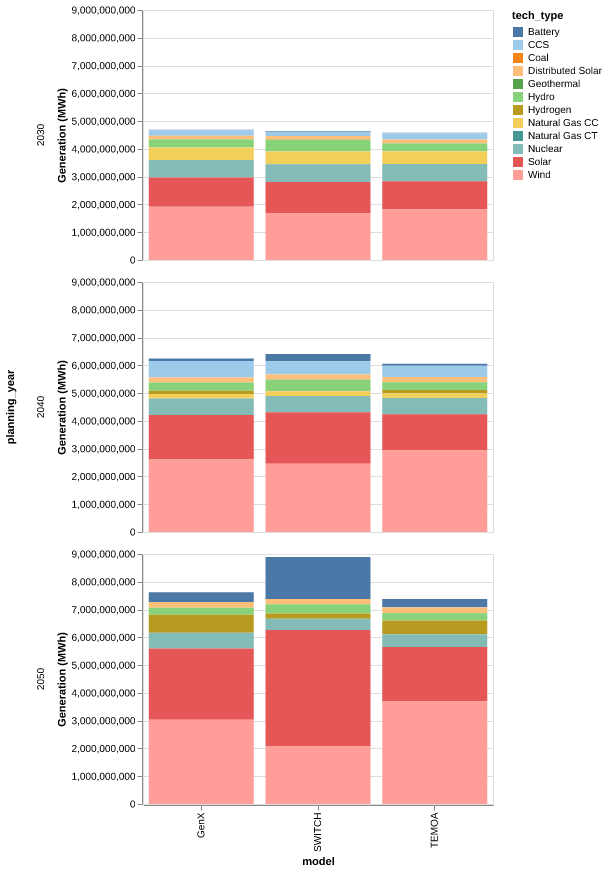 planning_year
2030
Generation (MWh)
9,000,000,000
8,000,000,000
7,000,000,000
6,000,000,000
5,000,000,000
4,000,000,000
3,000,000,000
2,000,000,000
1,000,000,000
0
2040
Generation (MWh)
9,000,000,000
8,000,000,000
7,000,000,000
6,000,000,000
5,000,000,000
4,000,000,000
3,000,000,000
2,000,000,000
1,000,000,000
0
2050
Generation (MWh)
9,000,000,000
8,000,000,000
7,000,000,000
6,000,000,000
5,000,000,000
4,000,000,000
3,000,000,000
2,000,000,000
1,000,000,000
0
GenX
SWITCH
TEMOA
model
tech_type
Battery
CCS
Coal
Distributed Solar
Geothermal
Hydro
Hydrogen
Natural Gas CC
Natural Gas CT
Nuclear
Solar
Wind